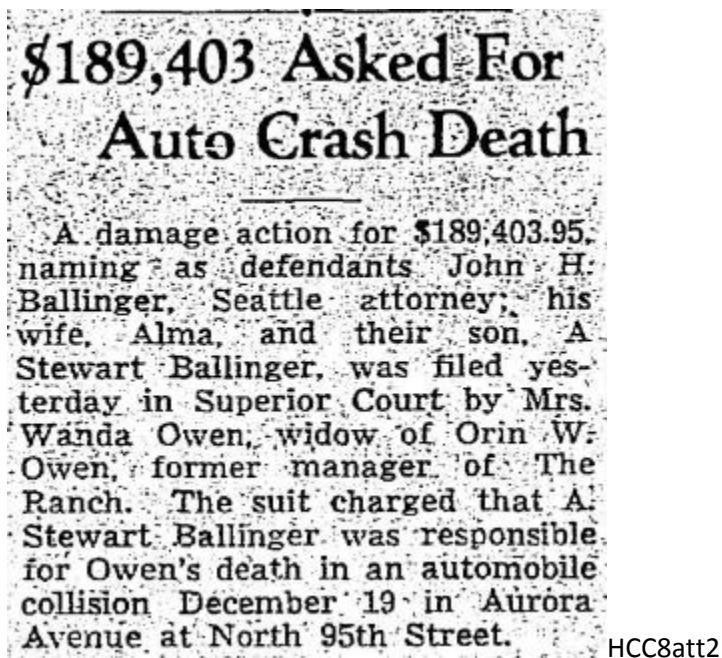 $189,403 Asked For
Auto Crash Death
A damage action for $189,403.95,
naming as defendants John H.
Ballinger, Seattle attorney; his
wife, Alma, and their son, A
Stewart Ballinger, was filed yes-
terday in Superior Court by Mrs.
Wanda Owen, widow of Orin W.
Owen, former manager of The
Ranch. The suit charged that A.
Stewart Ballinger was responsible
for Owen's death in an automobile
collision December 19 in Aurora
Avenue at North 95th Street.
HCC8att2